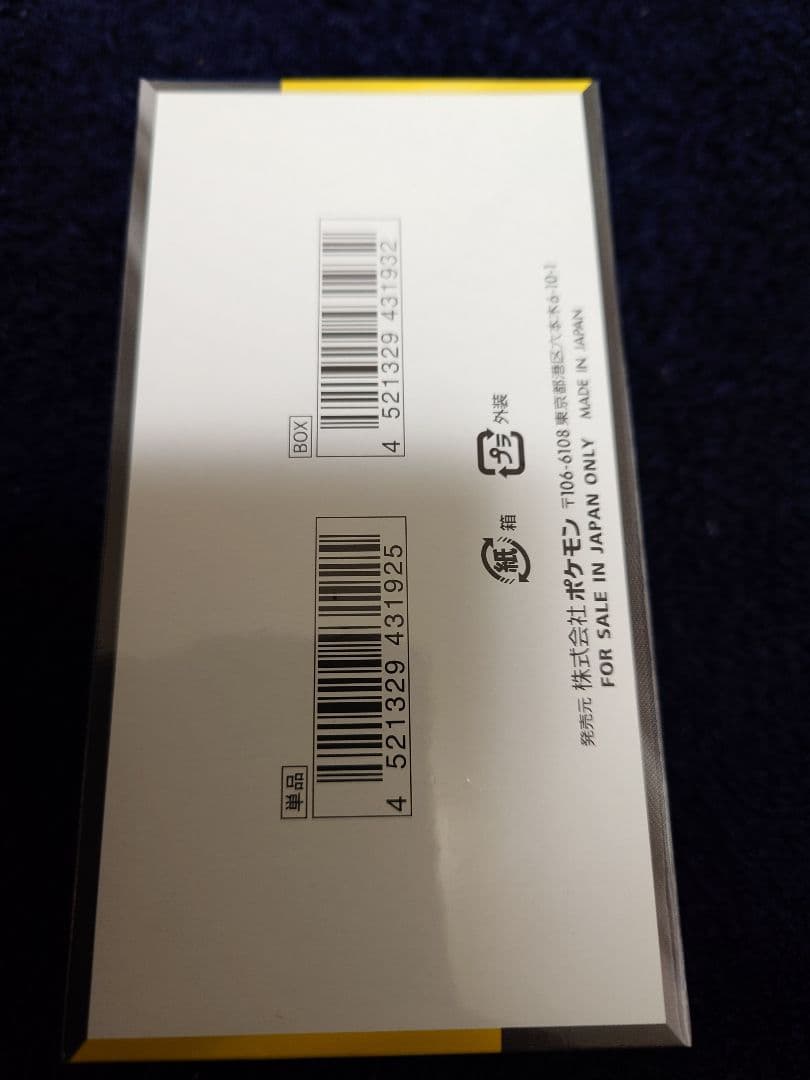 単品
4 521329 431925
BOX
4 521329 431932
紙 箱
プラ 外装
発売元 株式会社 ポケモン 〒106-6108 東京都港区六本木6-10-1
FOR SALE IN JAPAN ONLY MADE IN JAPAN